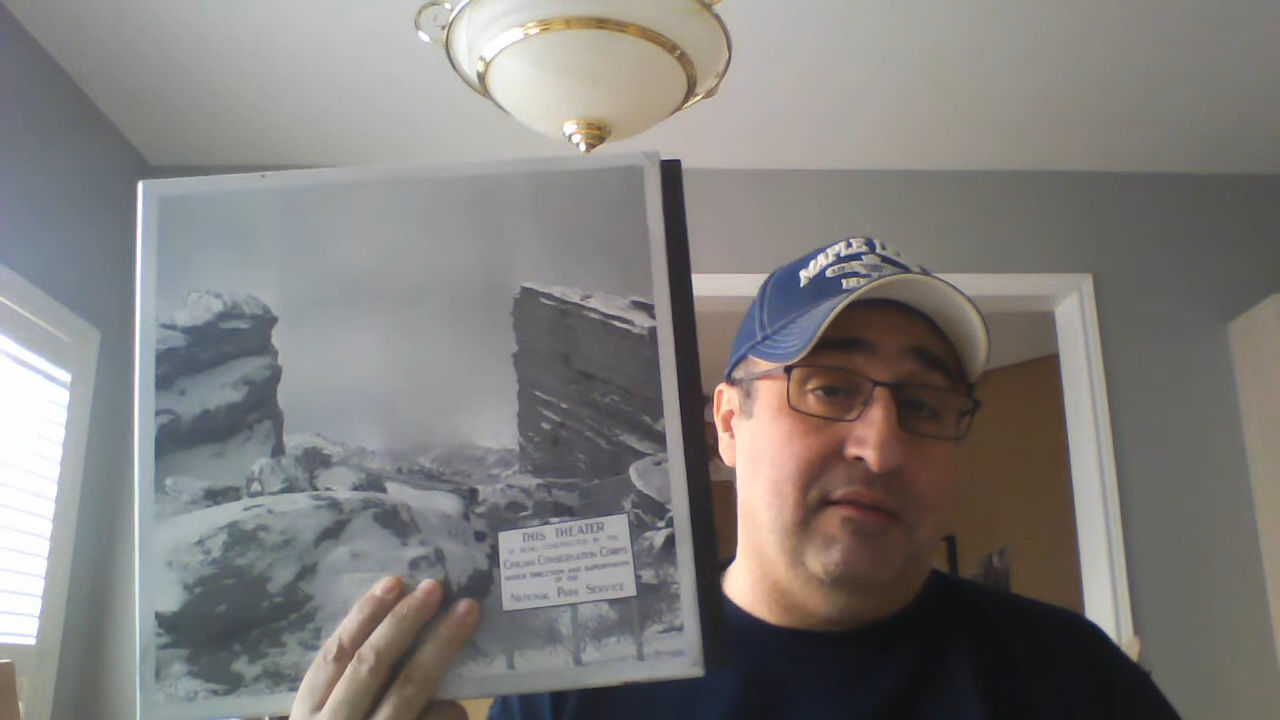 MAPLE
THIS THEATER
IS BEING CONSTRUCTED BY THE
CIVILIAN CONSERVATION CORPS
UNDER DIRECTION AND SUPERVISION
OF THE
NATIONAL PARK SERVICE